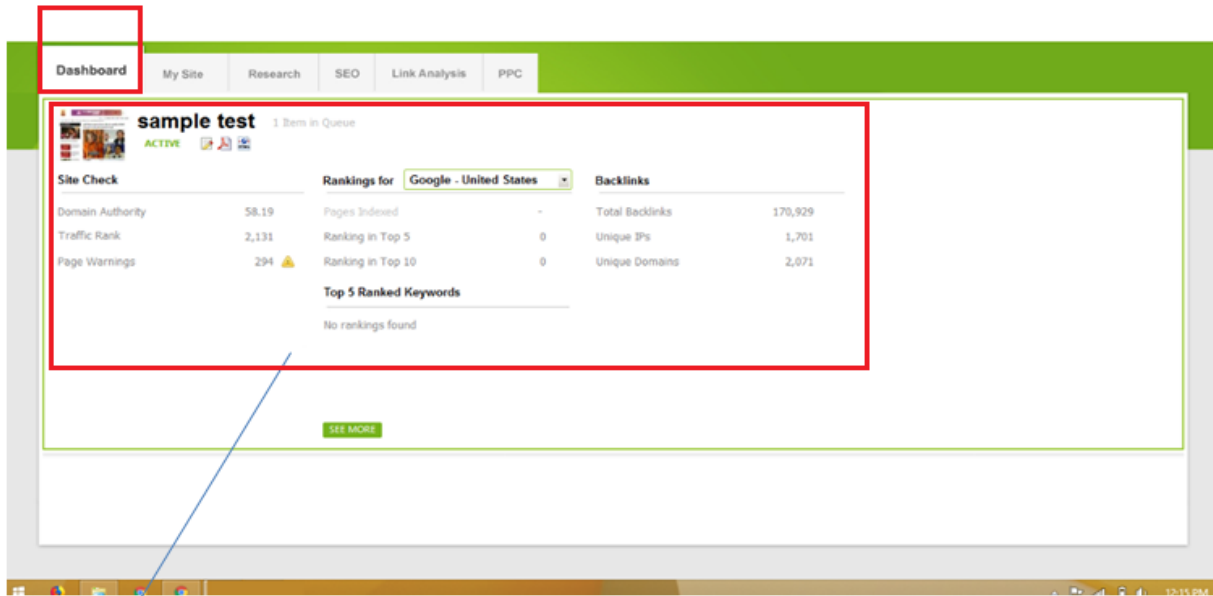 Dashboard My Site Research SEO Link Analysis PPC
sample test 1 Item in Queue
ACTIVE
Site Check
Domain Authority 58.19
Traffic Rank 2,131
Page Warnings 294
Rankings for Google - United States
Pages Indexed -
Ranking in Top 5 0
Ranking in Top 10 0
Top 5 Ranked Keywords
No rankings found
Backlinks
Total Backlinks 170,929
Unique IPs 1,701
Unique Domains 2,071
SEE MORE
12:15 PM